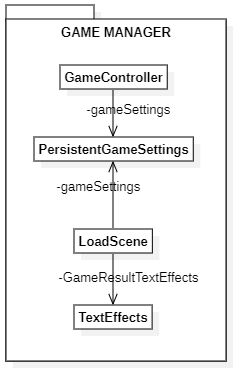 GAME MANAGER
GameController
-gameSettings
PersistentGameSettings
-gameSettings
LoadScene
-GameResultTextEffects
TextEffects